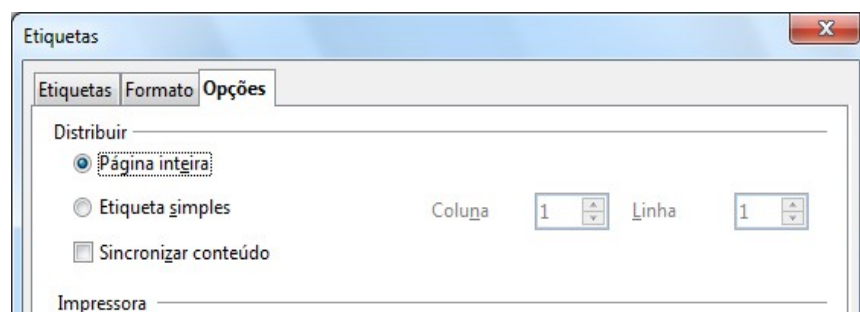 Etiquetas
Etiquetas Formato Opções
Distribuir
Página inteira
Etiqueta simples Coluna 1 Linha 1
Sincronizar conteúdo
Impressora